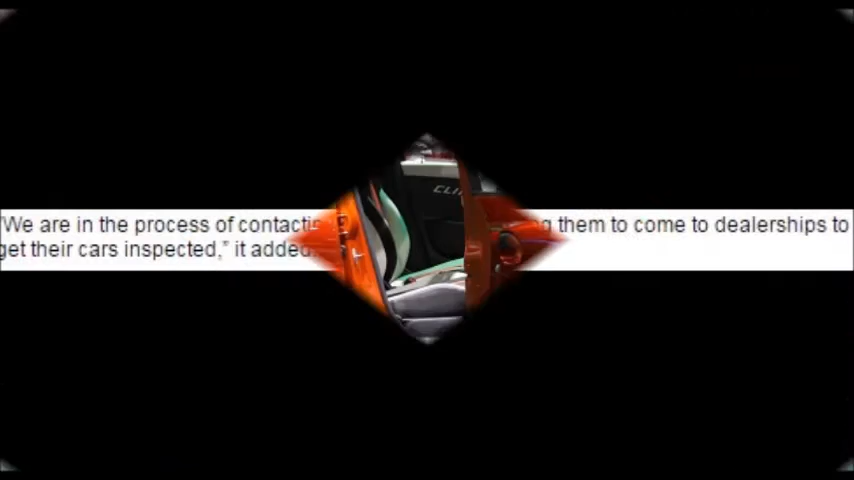 "We are in the process of contacti g them to come to dealerships to
get their cars inspected," it added
CLI